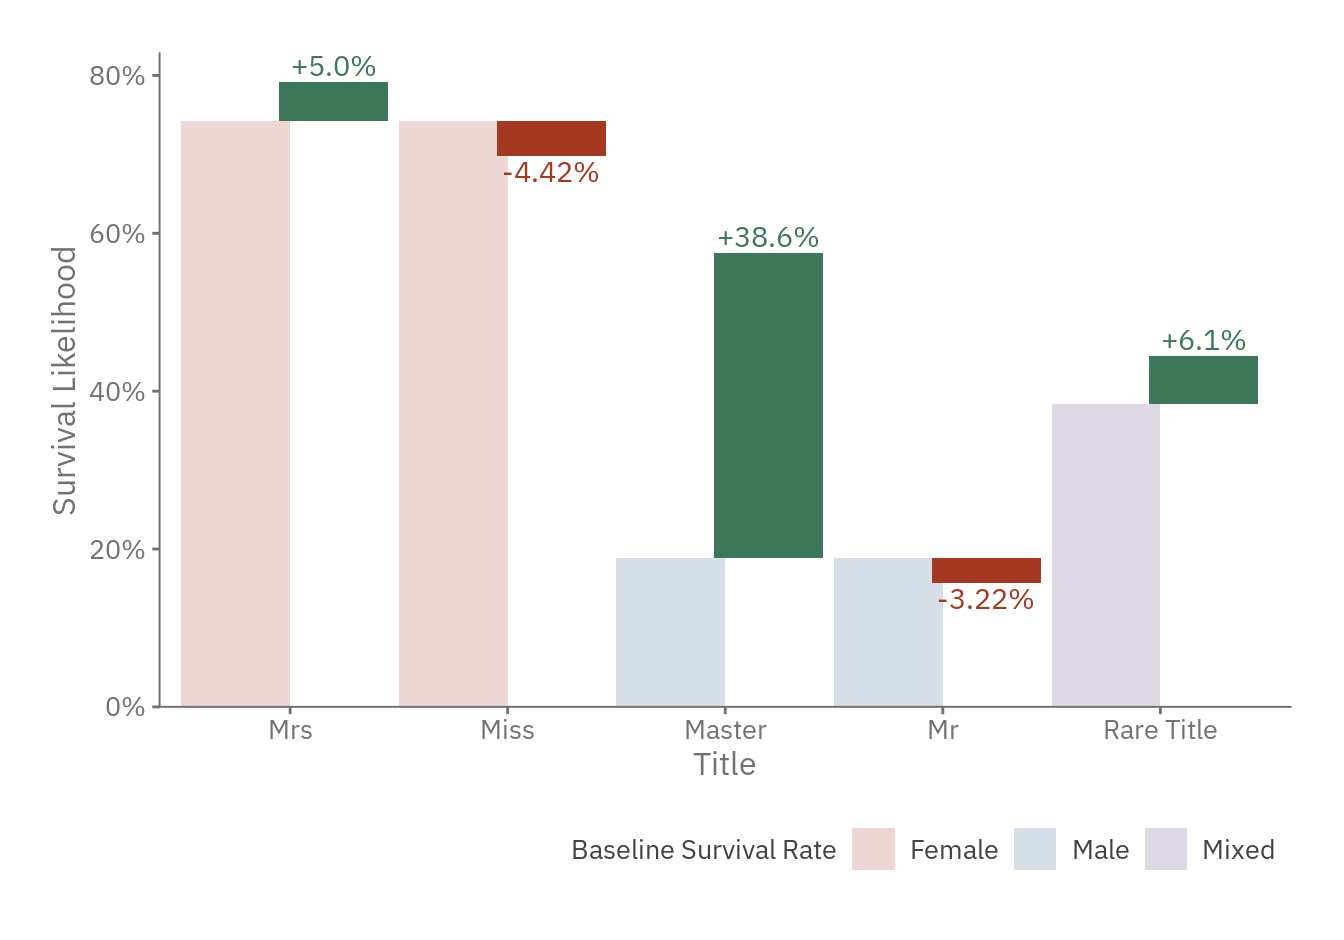 +5.0%
80%
-4.42%
60%
+38.6%
+6.1%
40%
20%
-3.22%
0%
Survival Likelihood
Mrs
Miss
Master
Mr
Rare Title
Title
Baseline Survival Rate
Female
Male
Mixed